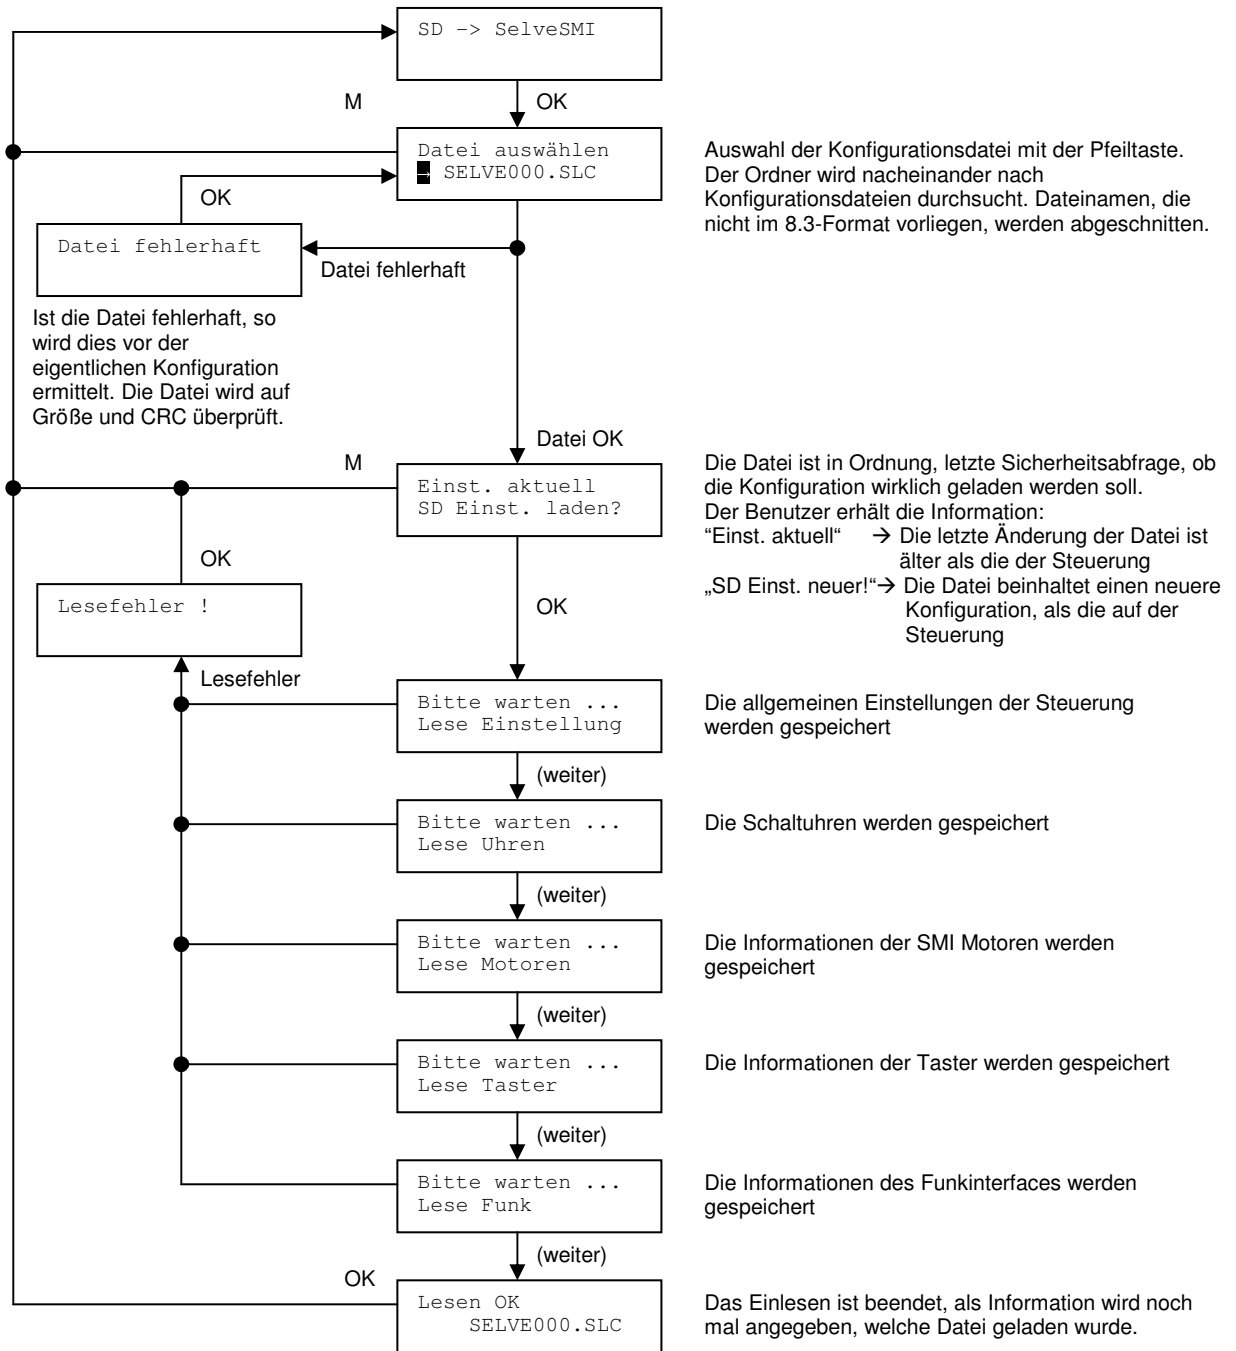 SD -> SelveSMI
M
OK
Datei auswählen
→ SELVE000.SLC
Auswahl der Konfigurationsdatei mit der Pfeiltaste.
Der Ordner wird nacheinander nach
Konfigurationsdateien durchsucht. Dateinamen, die
nicht im 8.3-Format vorliegen, werden abgeschnitten.
OK
Datei fehlerhaft
Datei fehlerhaft
Ist die Datei fehlerhaft, so
wird dies vor der
eigentlichen Konfiguration
ermittelt. Die Datei wird auf
Größe und CRC überprüft.
Datei OK
M
Einst. aktuell
SD Einst. laden?
Die Datei ist in Ordnung, letzte Sicherheitsabfrage, ob
die Konfiguration wirklich geladen werden soll.
Der Benutzer erhält die Information:
“Einst. aktuell“ → Die letzte Änderung der Datei ist
älter als die der Steuerung
„SD Einst. neuer!“→ Die Datei beinhaltet einen neuere
Konfiguration, als die auf der
Steuerung
OK
Lesefehler !
OK
Lesefehler
Bitte warten ...
Lese Einstellung
Die allgemeinen Einstellungen der Steuerung
werden gespeichert
(weiter)
Bitte warten ...
Lese Uhren
Die Schaltuhren werden gespeichert
(weiter)
Bitte warten ...
Lese Motoren
Die Informationen der SMI Motoren werden
gespeichert
(weiter)
Bitte warten ...
Lese Taster
Die Informationen der Taster werden gespeichert
(weiter)
Bitte warten ...
Lese Funk
Die Informationen des Funkinterfaces werden
gespeichert
(weiter)
OK
Lesen OK
SELVE000.SLC
Das Einlesen ist beendet, als Information wird noch
mal angegeben, welche Datei geladen wurde.